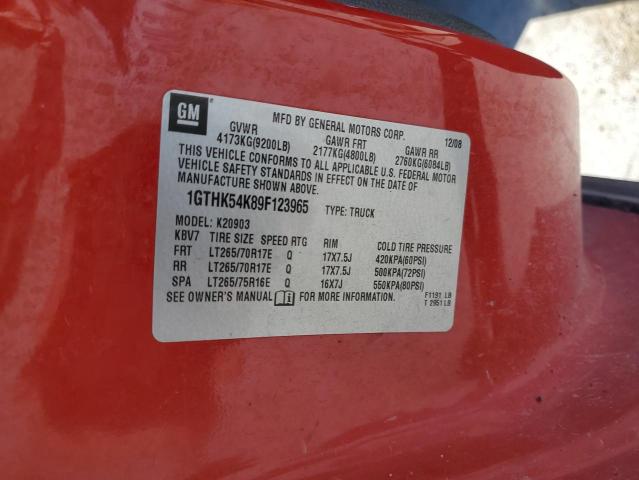 GM
MFD BY GENERAL MOTORS CORP. 12/08
GVWR GAWR FRT GAWR RR
4173KG(9200LB) 2177KG(4800LB) 2760KG(6084LB)
THIS VEHICLE CONFORMS TO ALL APPLICABLE U.S. FEDERAL MOTOR
VEHICLE SAFETY STANDARDS IN EFFECT ON THE DATE OF
MANUFACTURE SHOWN ABOVE.
1GTHK54K89F123965 TYPE: TRUCK
MODEL: K20903
KBV7 TIRE SIZE SPEED RTG RIM COLD TIRE PRESSURE
FRT LT265/70R17E Q 17X7.5J 420KPA(60PSI)
RR LT265/70R17E Q 17X7.5J 500KPA(72PSI)
SPA LT265/75R16E Q 16X7J 550KPA(80PSI)
SEE OWNER'S MANUAL i FOR MORE INFORMATION.
F1191 LB
T 2951 LB